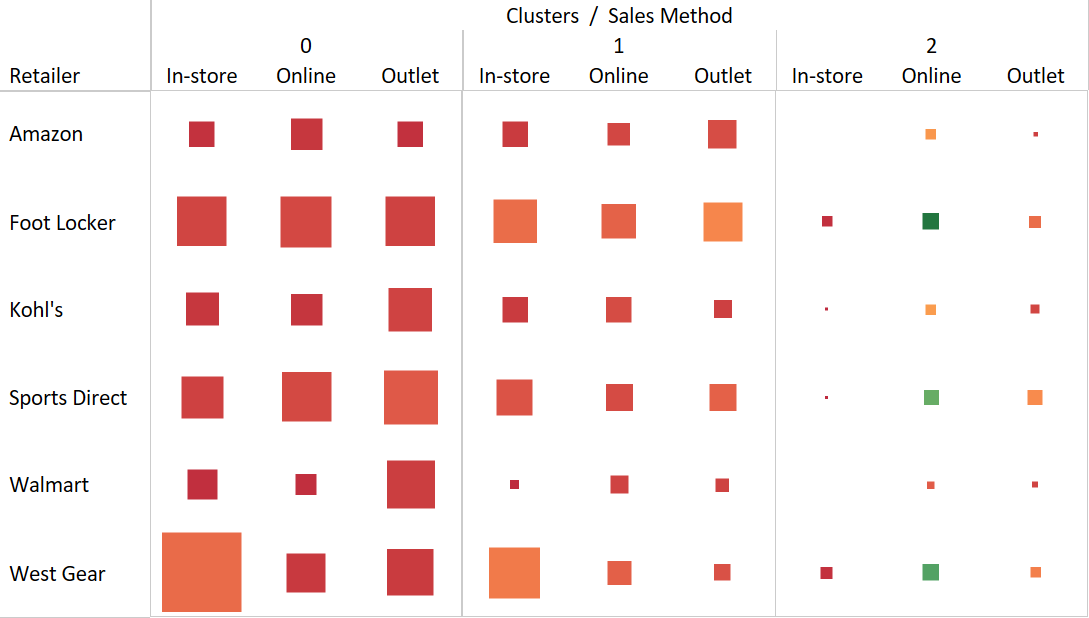 Clusters / Sales Method
0 1 2
Retailer In-store Online Outlet In-store Online Outlet In-store Online Outlet
Amazon
Foot Locker
Kohl's
Sports Direct
Walmart
West Gear